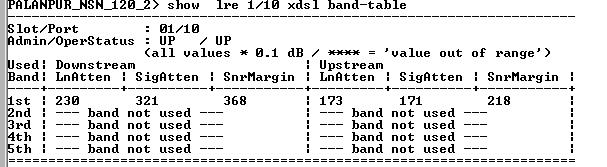 PALANPUR_NSN_120_2> show  lre 1/10 xdsl band-table
Slot/Port        : 01/10
Admin/OperStatus : UP   / UP
(all values * 0.1 dB / **** = 'value out of range')
Used| Downstream                       | Upstream
Band| LnAtten  | SigAtten  | SnrMargin | LnAtten  | SigAtten  | SnrMargin |
1st | 230        321         368       | 173        171         218       |
2nd | --- band not used ---            | --- band not used ---            |
3rd | --- band not used ---            | --- band not used ---            |
4th | --- band not used ---            | --- band not used ---            |
5th | --- band not used ---            | --- band not used ---            |